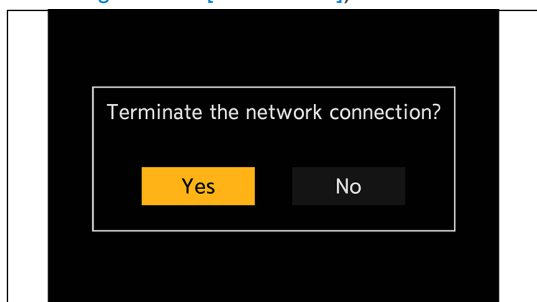 Terminate the network connection?
Yes No